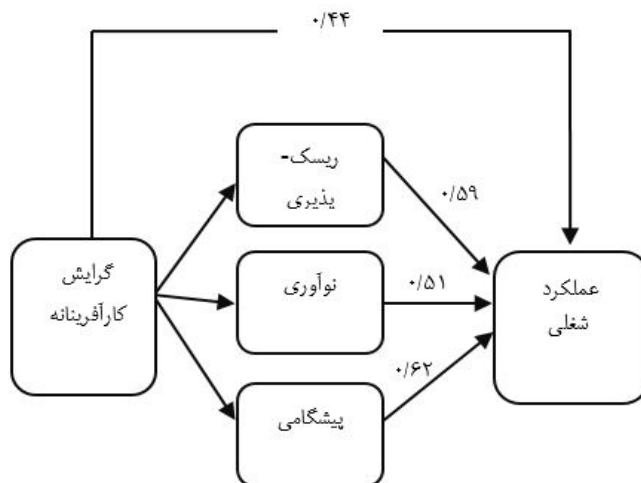 ۰/۴۴
ریسک-
پذیری
۰/۵۹
گرایش
کارآفرینانه
نوآوری
۰/۵۱
عملکرد
شغلی
۰/۶۲
پیشگامی